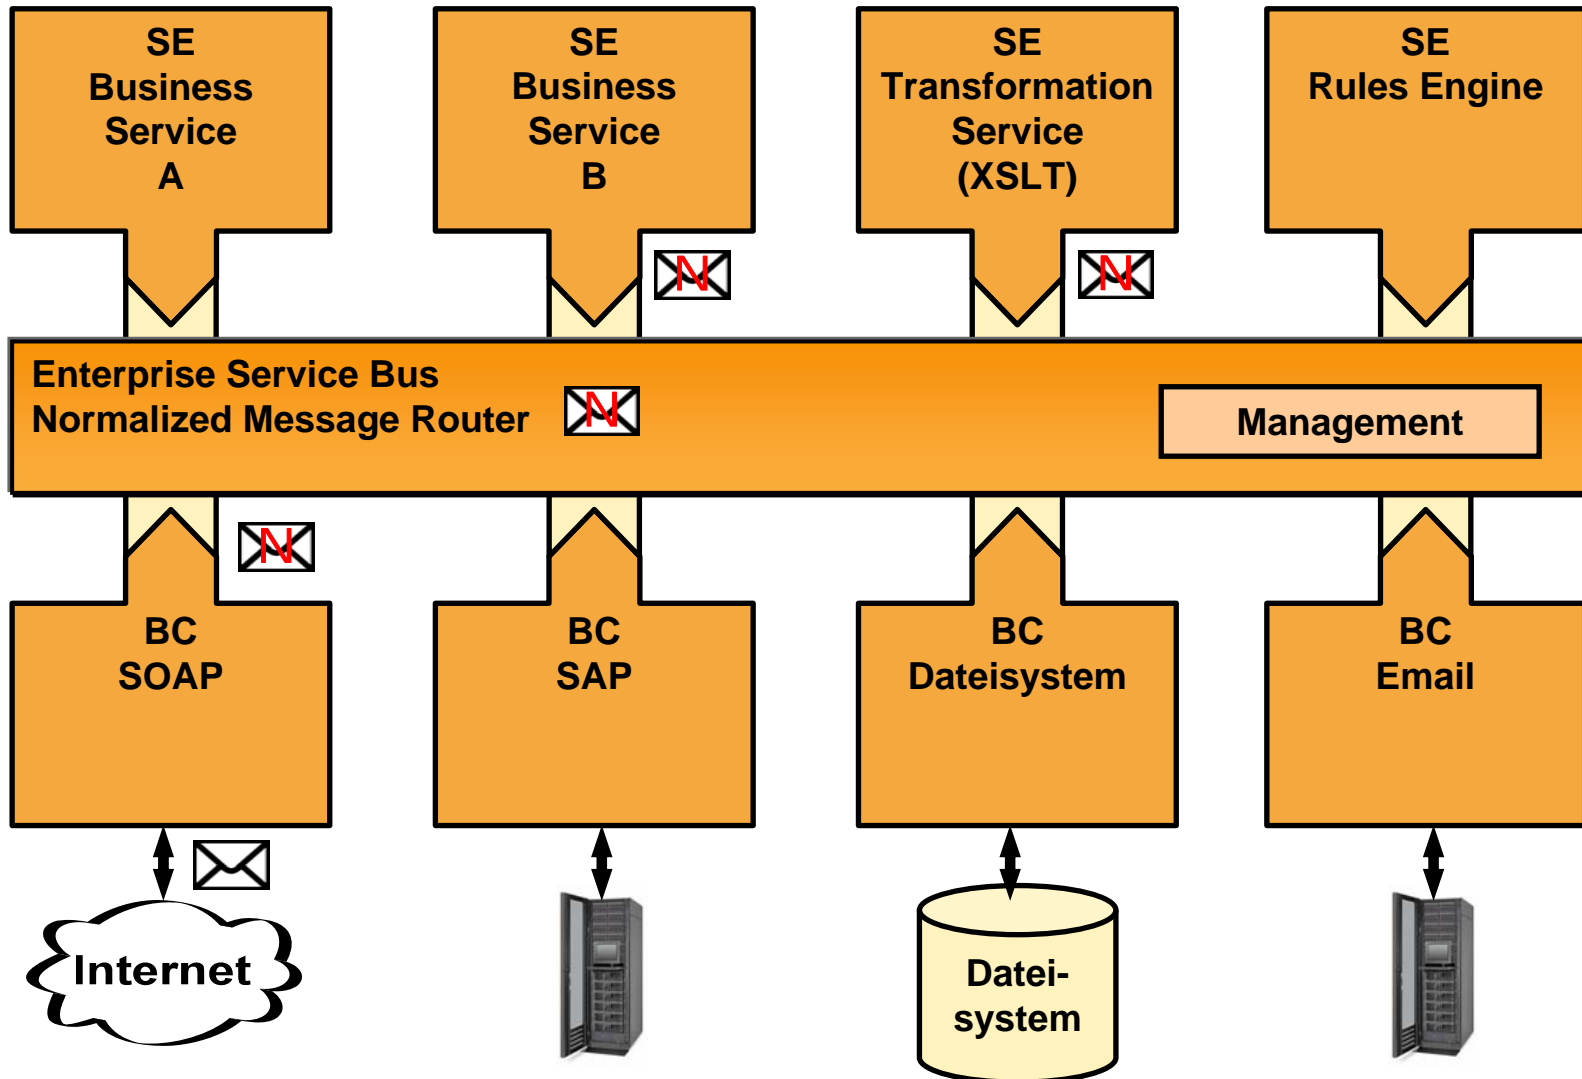 SE
Business
Service
A
SE
Business
Service
B
SE
Transformation
Service
(XSLT)
SE
Rules Engine
N
N
Enterprise Service Bus
Normalized Message Router
N
Management
N
BC
SOAP
BC
SAP
BC
Dateisystem
BC
Email
Internet
Datei-
system